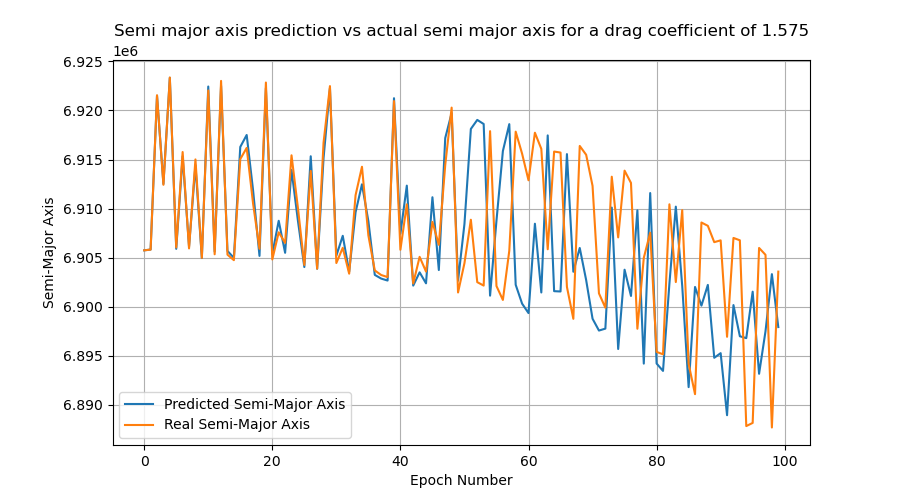 Semi major axis prediction vs actual semi major axis for a drag coefficient of 1.575
1e6
6.925
6.920
6.915
6.910
6.905
6.900
6.895
6.890
Semi-Major Axis
Predicted Semi-Major Axis
Real Semi-Major Axis
0 20 40 60 80 100
Epoch Number